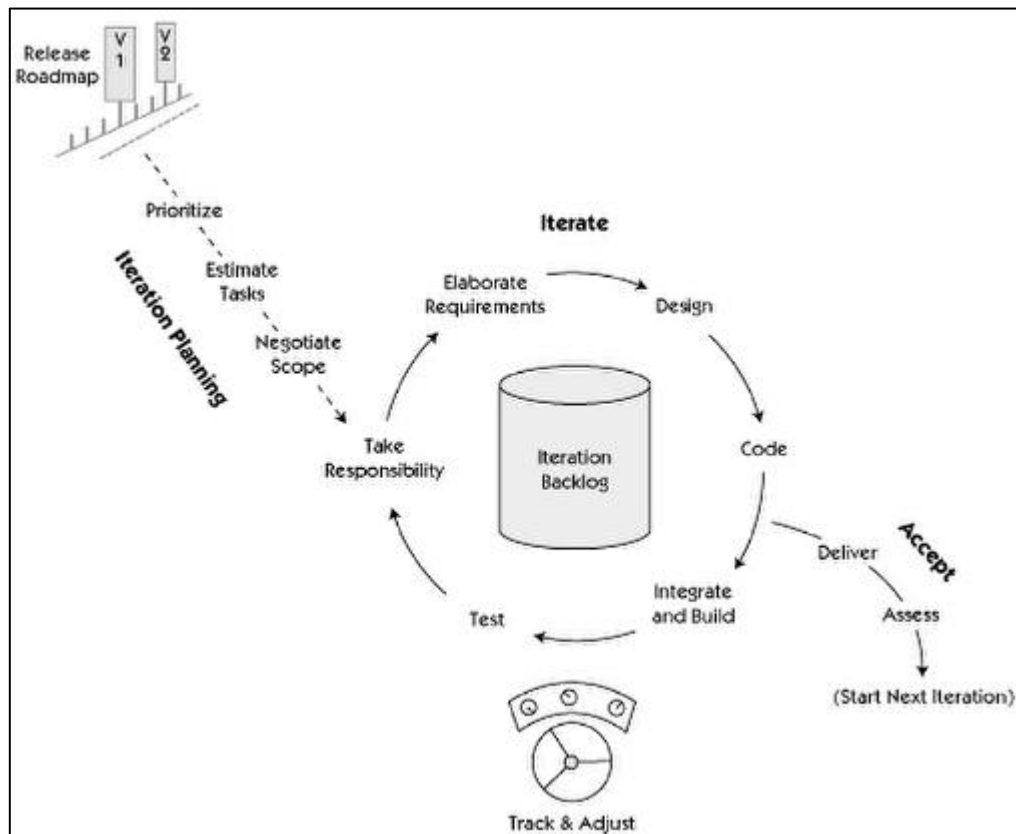 V
1
V
2
Release
Roadmap
Prioritize
Estimate
Tasks
Negotiate
Scope
Iteration Planning
Take
Responsibility
Iterate
Elaborate
Requirements
Design
Code
Iteration
Backlog
Integrate
and Build
Test
Deliver
Accept
Assess
(Start Next Iteration)
Track & Adjust